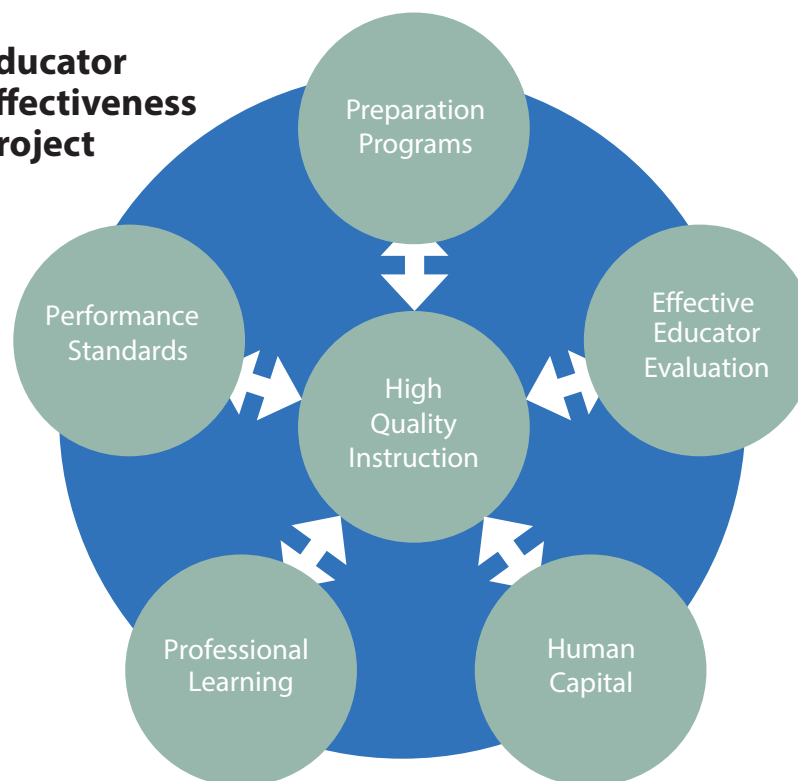 ducator
ffectiveness
roject
Preparation
Programs
Performance
Standards
Effective
Educator
Evaluation
High
Quality
Instruction
Professional
Learning
Human
Capital